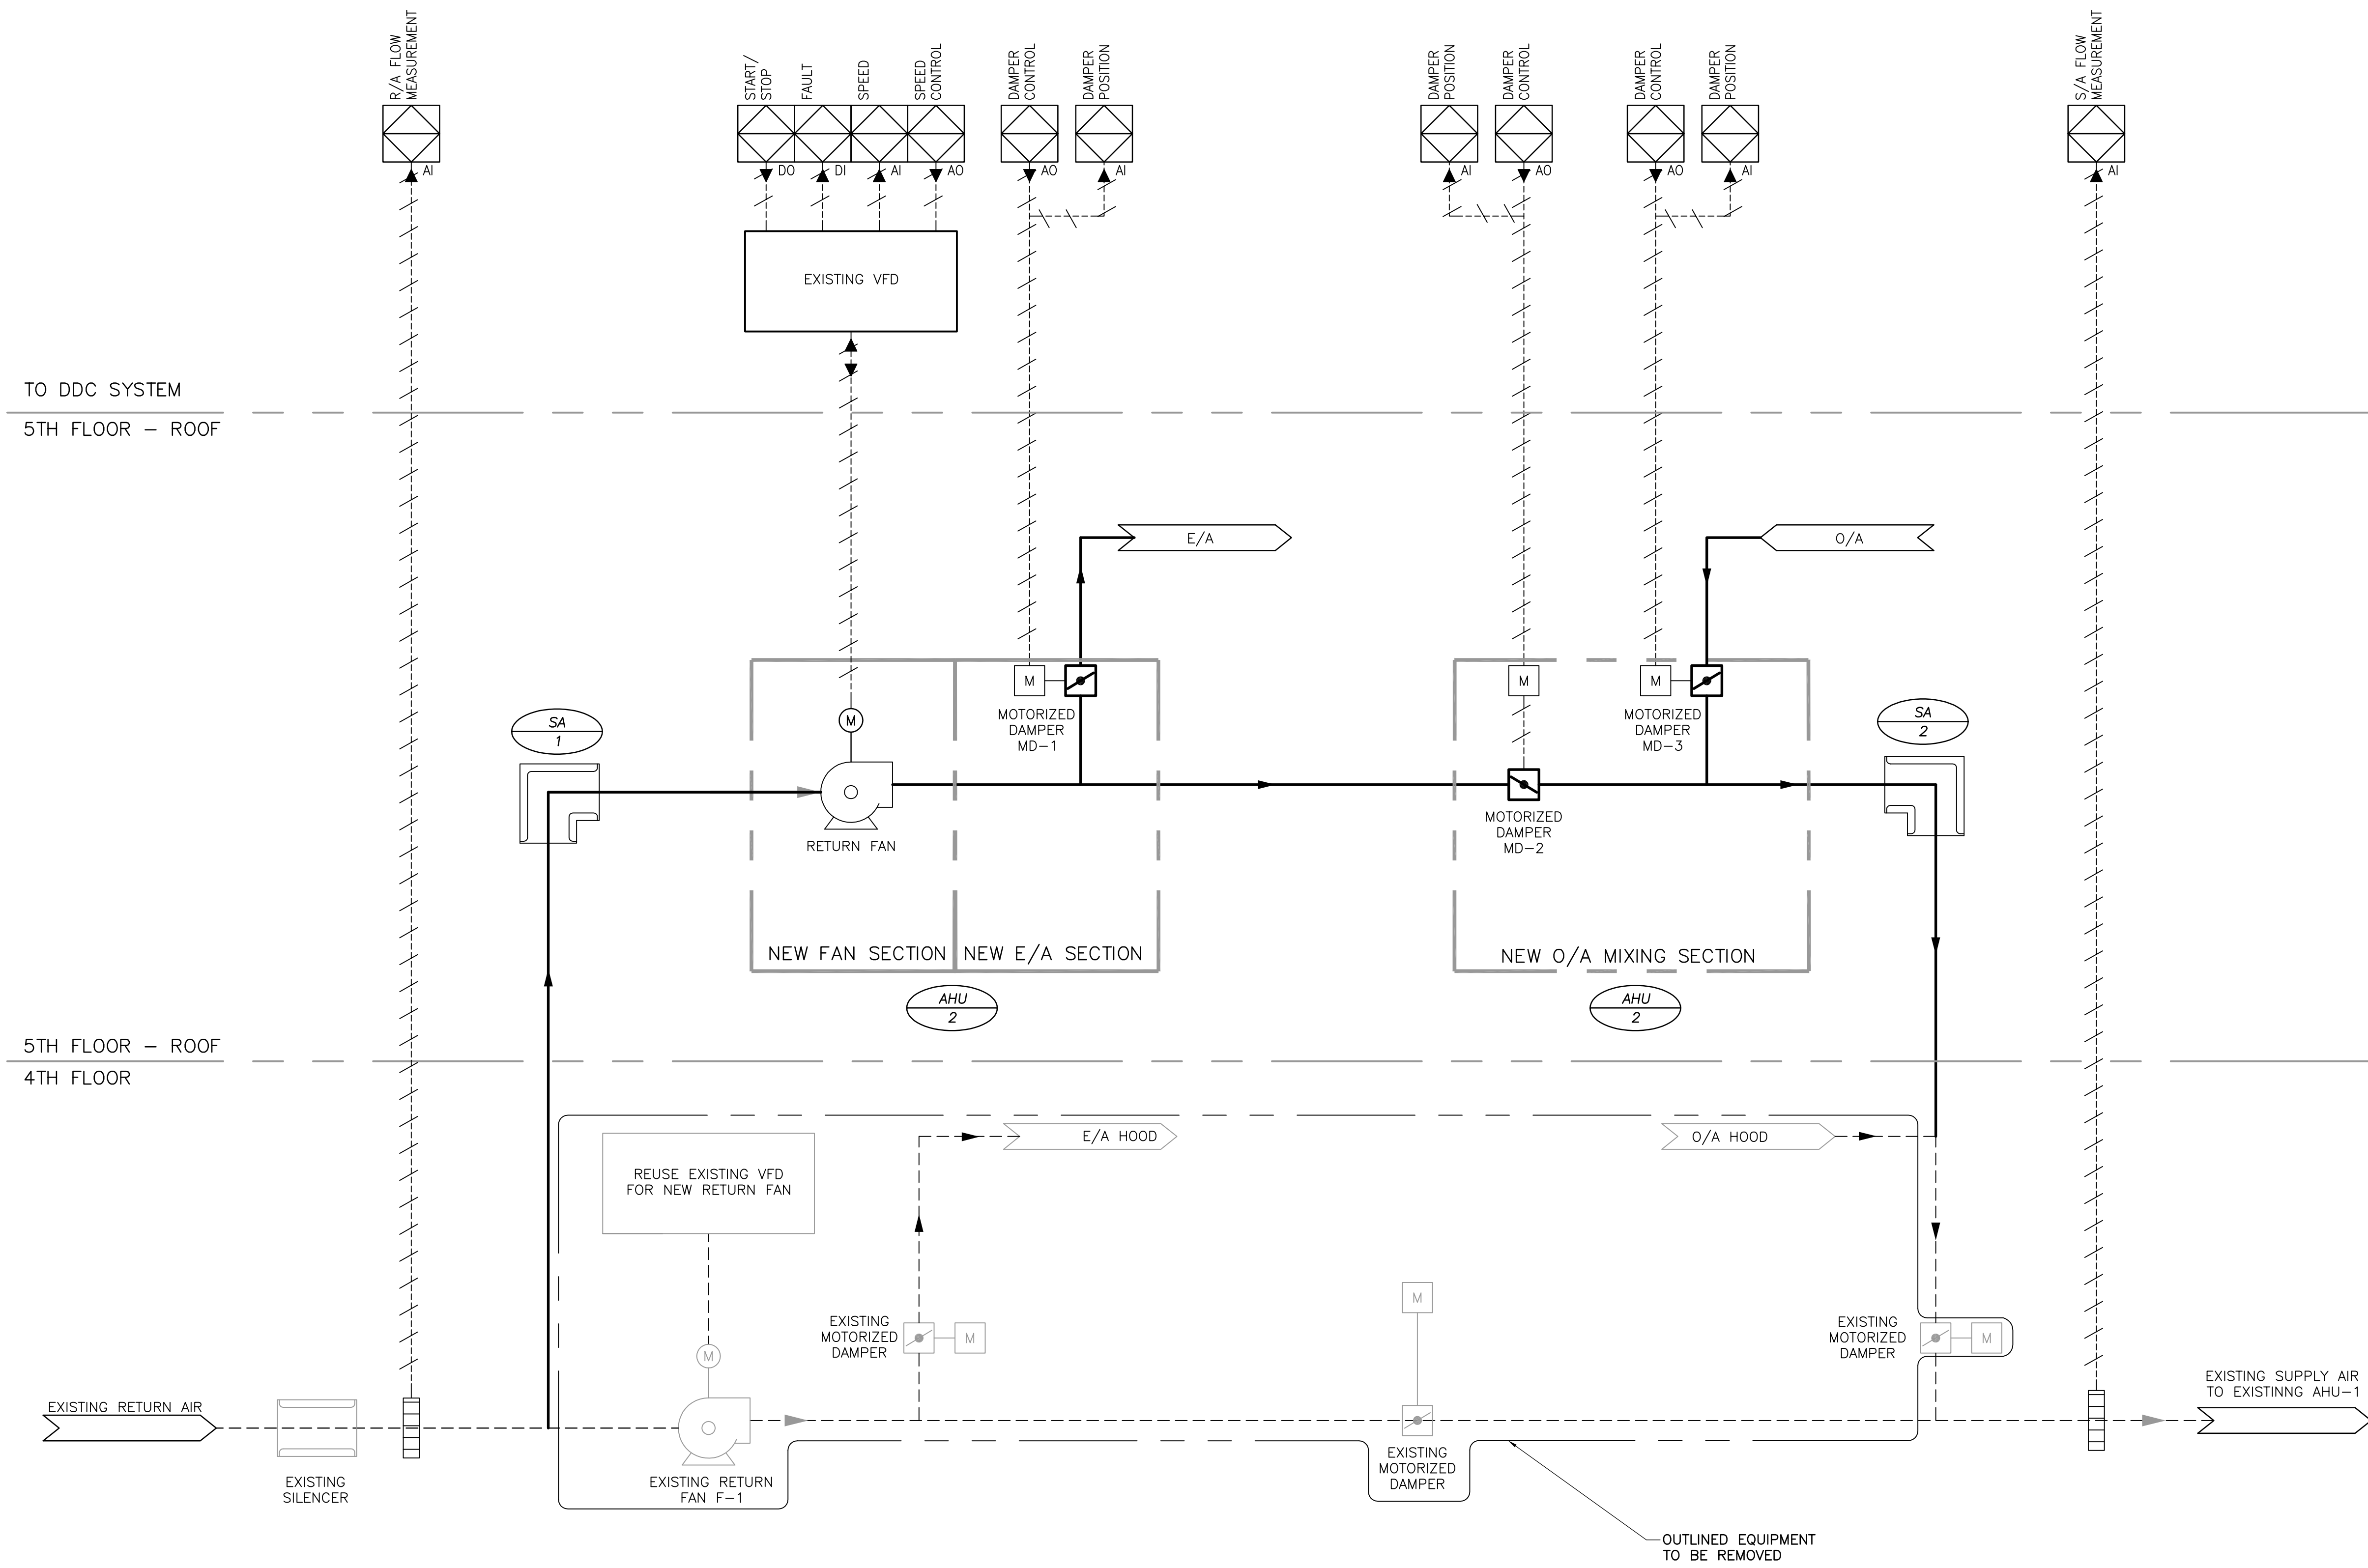 R/A FLOW
MEASUREMENT
START/
STOP
FAULT
SPEED
SPEED
CONTROL
DAMPER
CONTROL
DAMPER
POSITION
DAMPER
POSITION
DAMPER
CONTROL
DAMPER
CONTROL
DAMPER
POSITION
S/A FLOW
MEASUREMENT
AI
DO
DI
AI
AO
AO
AI
AI
AO
AO
AI
AI
EXISTING VFD
TO DDC SYSTEM
5TH FLOOR – ROOF
E/A
O/A
M
M
M
M
MOTORIZED
DAMPER
MD–1
MOTORIZED
DAMPER
MD–3
SA
1
SA
2
RETURN FAN
MOTORIZED
DAMPER
MD–2
NEW FAN SECTION
NEW E/A SECTION
NEW O/A MIXING SECTION
AHU
2
AHU
2
5TH FLOOR – ROOF
4TH FLOOR
E/A HOOD
O/A HOOD
REUSE EXISTING VFD
FOR NEW RETURN FAN
M
EXISTING
MOTORIZED
DAMPER
M
M
EXISTING
MOTORIZED
DAMPER
M
EXISTING RETURN AIR
EXISTING SUPPLY AIR
TO EXISTINNG AHU–1
EXISTING
SILENCER
EXISTING RETURN
FAN F–1
EXISTING
MOTORIZED
DAMPER
OUTLINED EQUIPMENT
TO BE REMOVED